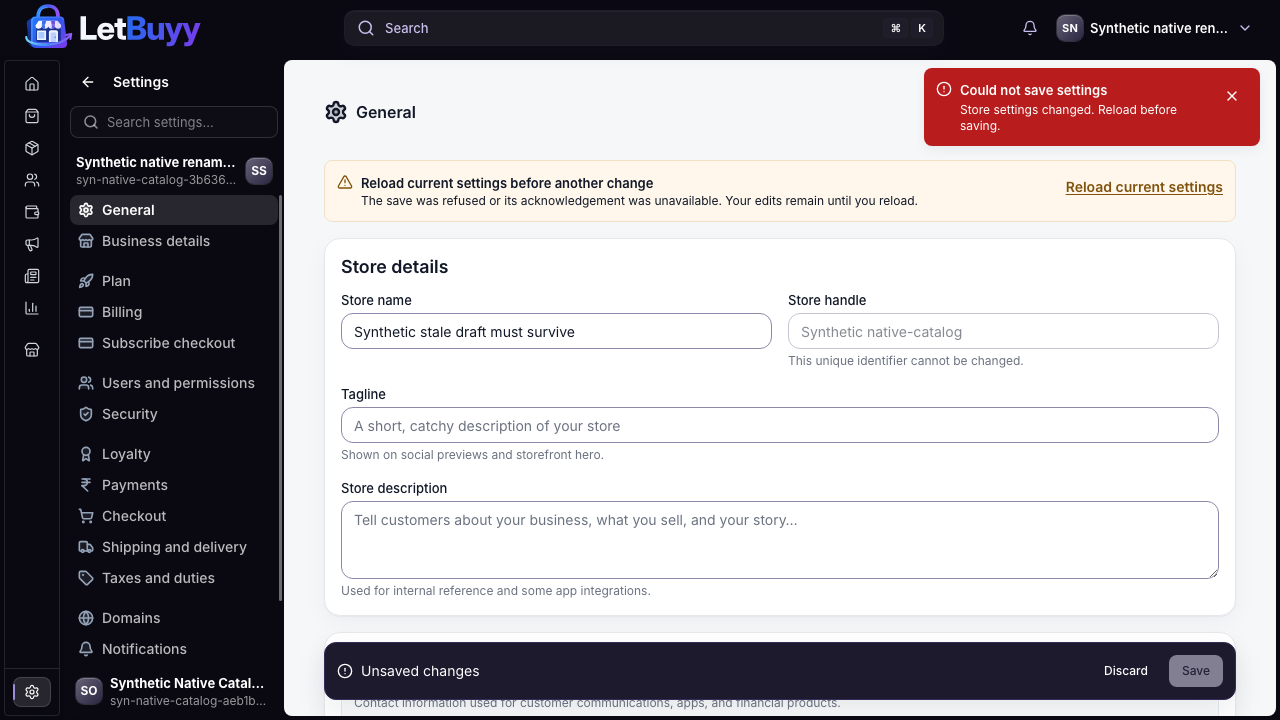 LetBuyy
Search
⌘ K
SN
Synthetic native ren...
Settings
Search settings...
Synthetic native renam...
syn-native-catalog-3b636...
SS
General
Business details
Plan
Billing
Subscribe checkout
Users and permissions
Security
Loyalty
Payments
Checkout
Shipping and delivery
Taxes and duties
Domains
Notifications
SO
Synthetic Native Catal...
syn-native-catalog-aeb1b...
General
Could not save settings
Store settings changed. Reload before
saving.
Reload current settings before another change
The save was refused or its acknowledgement was unavailable. Your edits remain until you reload.
Reload current settings
Store details
Store name
Synthetic stale draft must survive
Store handle
Synthetic native-catalog
This unique identifier cannot be changed.
Tagline
A short, catchy description of your store
Shown on social previews and storefront hero.
Store description
Tell customers about your business, what you sell, and your story...
Used for internal reference and some app integrations.
Unsaved changes
Discard
Save
Contact information used for customer communications, apps, and financial products.